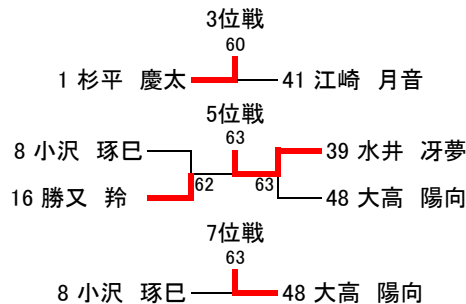 3位戦
60
1 杉平 慶太
41 江崎 月音
5位戦
8 小沢 琢巳
63
39 水井 冴夢
62
63
16 勝又 羚
48 大高 陽向
7位戦
63
8 小沢 琢巳
48 大高 陽向